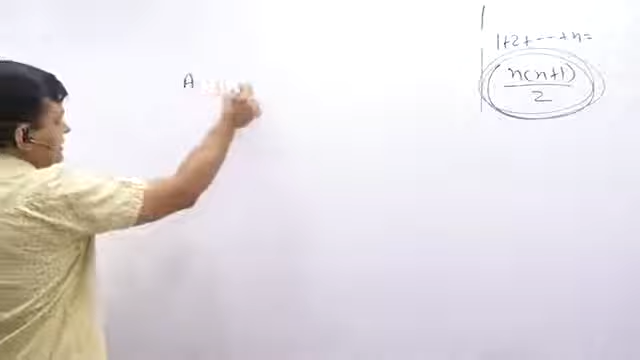 1+2+---+n=
n(n+1)
2
A